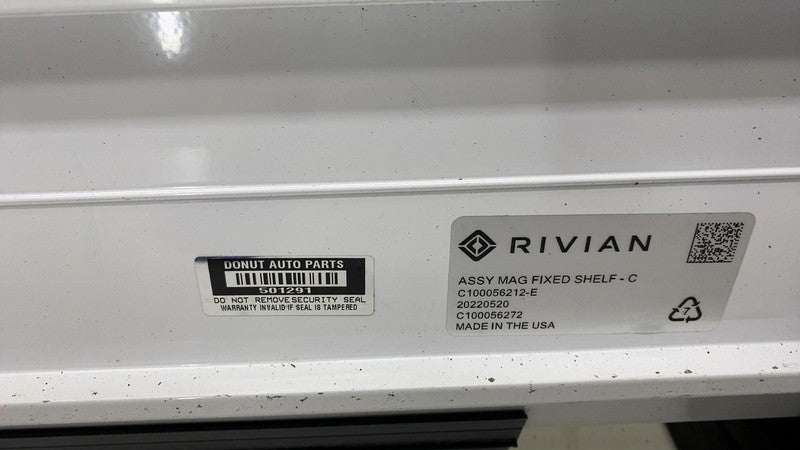 DONUT AUTO PARTS
501291
DO NOT REMOVE SECURITY SEAL
WARRANTY INVALID IF SEAL IS TAMPERED
RIVIAN
ASSY MAG FIXED SHELF - C
C100056212-E
20220520
C100056272
MADE IN THE USA
7